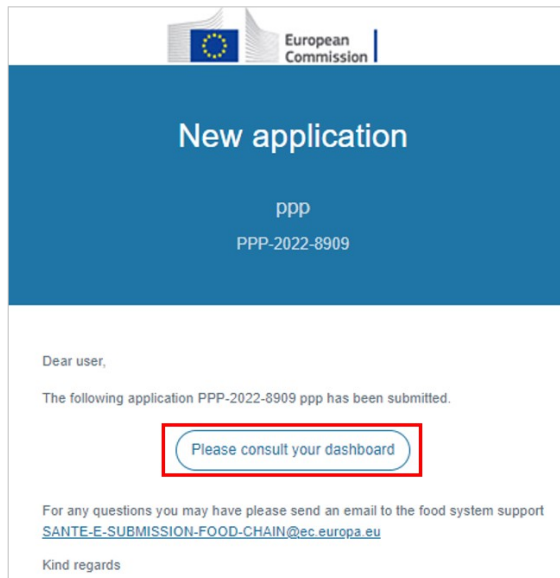 European
Commission
New application
ppp
PPP-2022-8909
Dear user,
The following application PPP-2022-8909 ppp has been submitted.
Please consult your dashboard
For any questions you may have please send an email to the food system support
SANTE-E-SUBMISSION-FOOD-CHAIN@ec.europa.eu
Kind regards